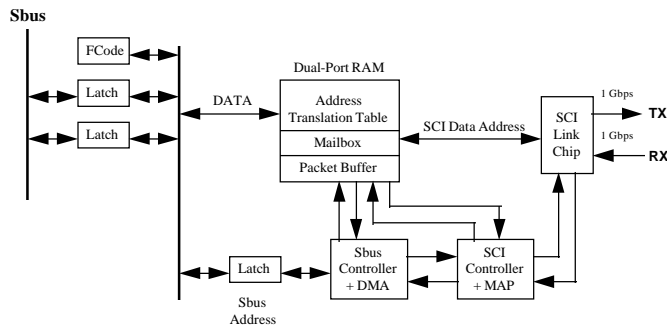 Sbus
FCode
Latch
Latch
DATA
Dual-Port RAM
Address
Translation Table
Mailbox
Packet Buffer
SCI Data Address
SCI
Link
Chip
1 Gbps
TX
1 Gbps
RX
Latch
Sbus
Address
Sbus
Controller
+ DMA
SCI
Controller
+ MAP